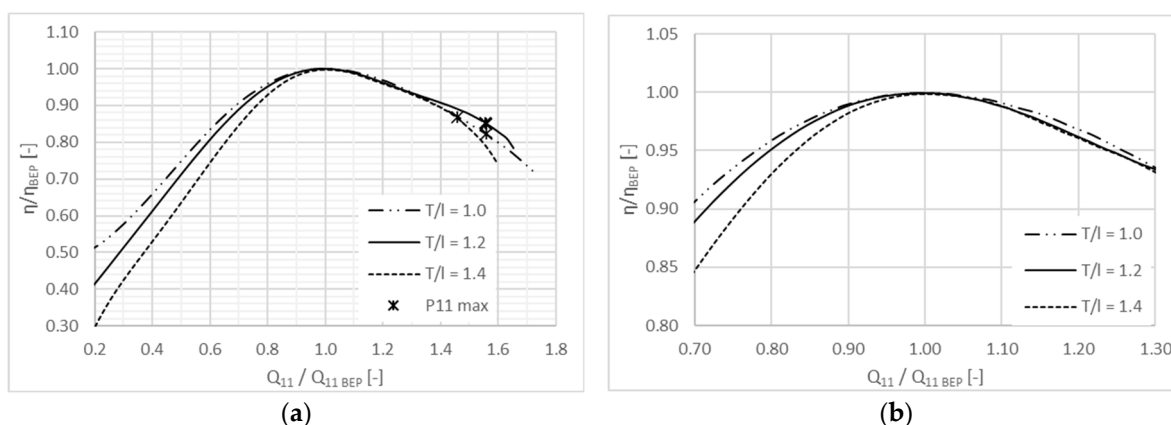 1.10
1.00
0.90
0.80
0.70
0.60
0.50
0.40
0.30
η/ηBEP [-]
T/l = 1.0
T/l = 1.2
T/l = 1.4
P11 max
0.2 0.4 0.6 0.8 1.0 1.2 1.4 1.6 1.8
Q11 / Q11 BEP [-]
(a)
1.05
1.00
0.95
0.90
0.85
0.80
η/ηBEP [-]
T/l = 1.0
T/l = 1.2
T/l = 1.4
0.70 0.80 0.90 1.00 1.10 1.20 1.30
Q11 / Q11 BEP [-]
(b)